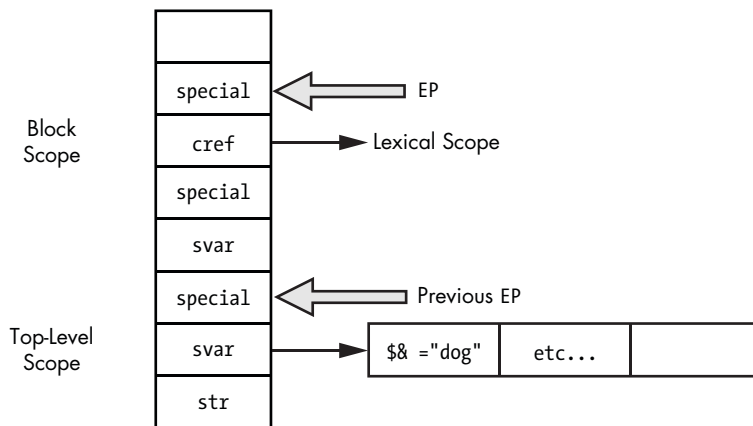 special
EP
Block
Scope
cref
Lexical Scope
special
svar
special
Previous EP
Top-Level
Scope
svar
$& ="dog"
etc...
str